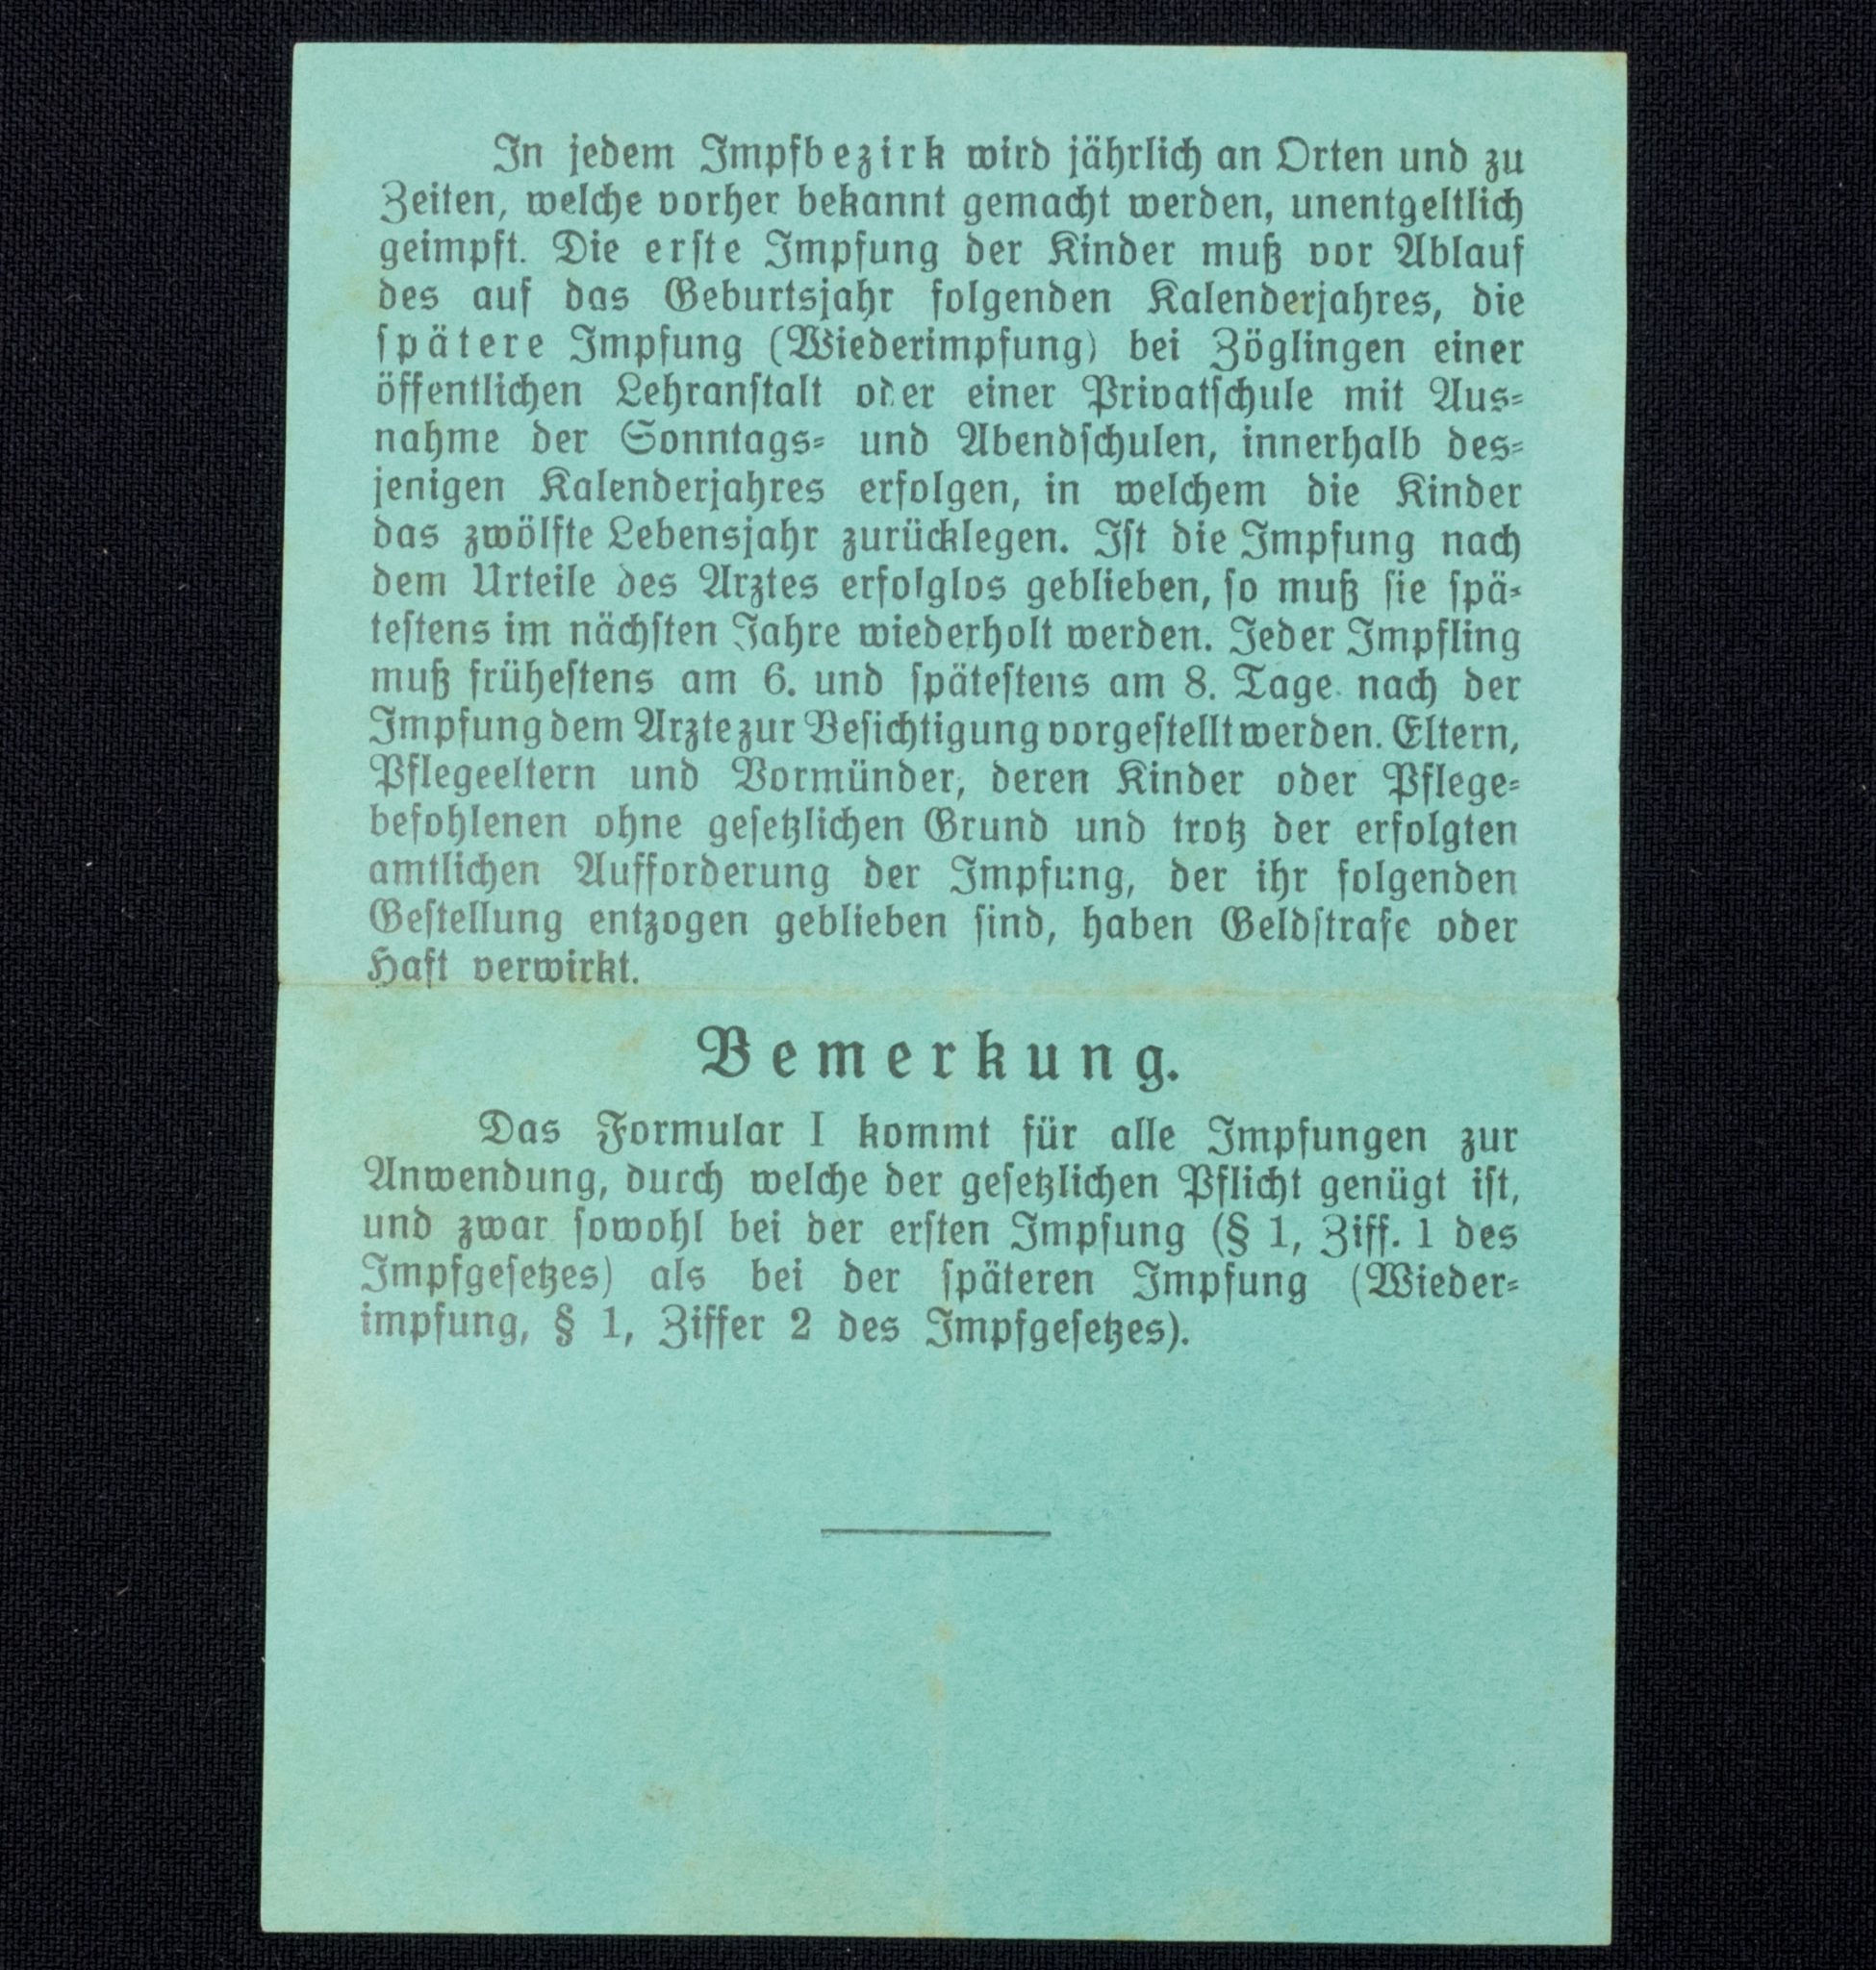 In jedem Impfbezirk wird jährlich an Orten und zu
Zeiten, welche vorher bekannt gemacht werden, unentgeltlich
geimpft. Die erste Impfung der Kinder muß vor Ablauf
des auf das Geburtsjahr folgenden Kalenderjahres, die
spätere Impfung (Wiederimpfung) bei Zöglingen einer
öffentlichen Lehranstalt oder einer Privatschule mit Aus-
nahme der Sonntags- und Abendschulen, innerhalb des-
jenigen Kalenderjahres erfolgen, in welchem die Kinder
das zwölfte Lebensjahr zurücklegen. Ist die Impfung nach
dem Urteile des Arztes erfolglos geblieben, so muß sie spä-
testens im nächsten Jahre wiederholt werden. Jeder Impfling
muß frühestens am 6. und spätestens am 8. Tage nach der
Impfung dem Arzte zur Besichtigung vorgestellt werden. Eltern,
Pflegeeltern und Vormünder, deren Kinder oder Pflege-
befohlenen ohne gesetzlichen Grund und trotz der erfolgten
amtlichen Aufforderung der Impfung, der ihr folgenden
Gestellung entzogen geblieben sind, haben Geldstrafe oder
Haft verwirkt.
Bemerkung.
Das Formular I kommt für alle Impfungen zur
Anwendung, durch welche der gesetzlichen Pflicht genügt ist,
und zwar sowohl bei der ersten Impfung (§ 1, Ziff. 1 des
Impfgesetzes) als bei der späteren Impfung (Wieder-
impfung, § 1, Ziffer 2 des Impfgesetzes).